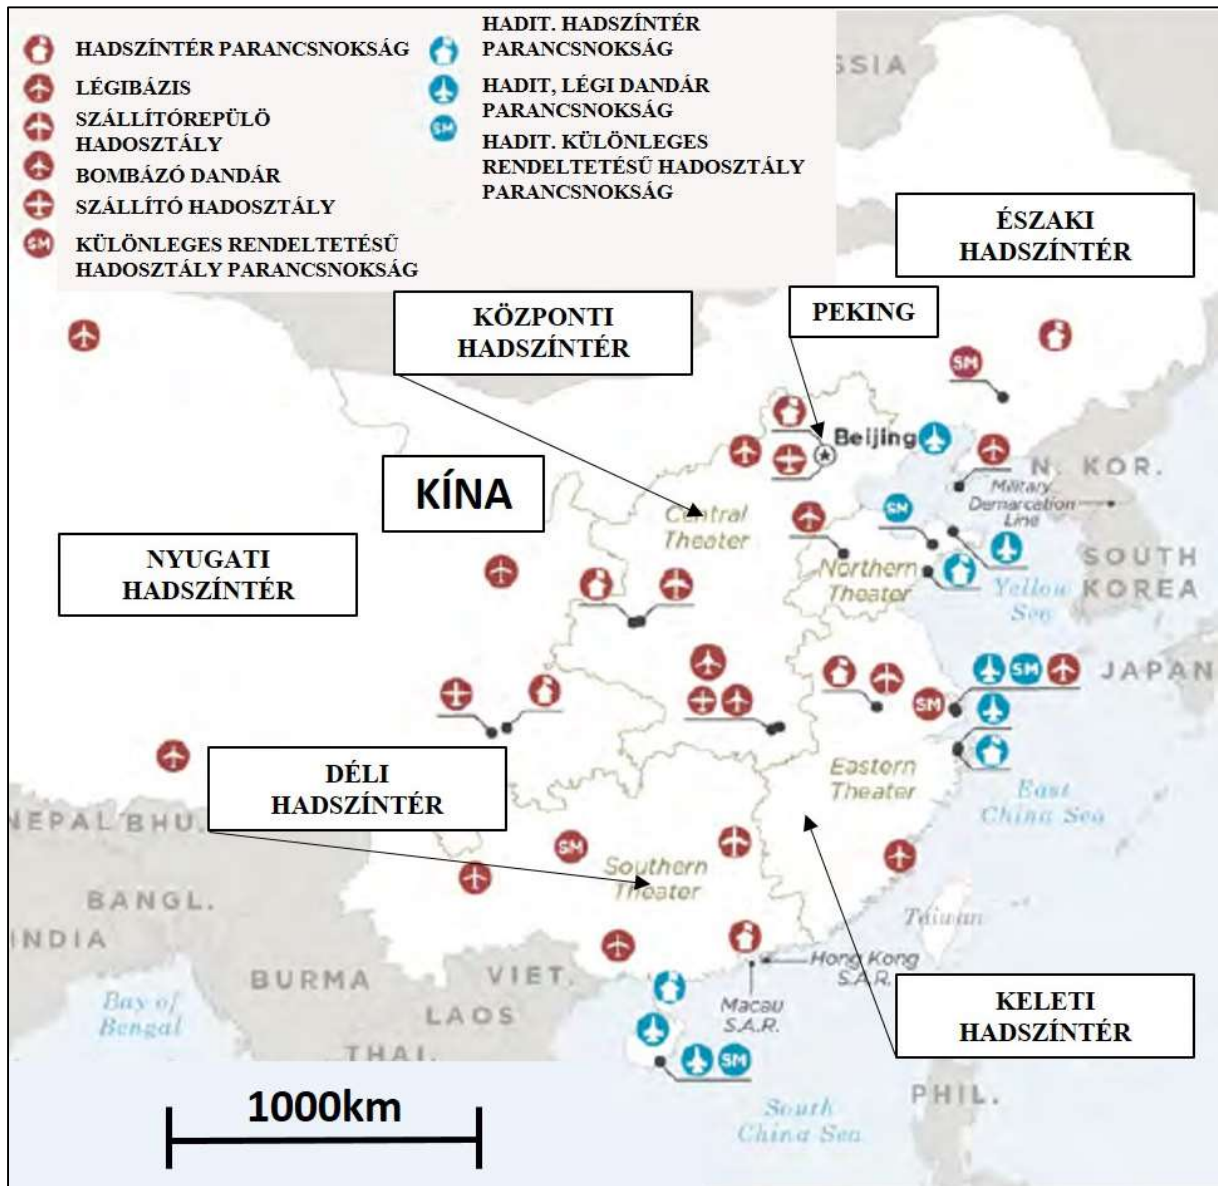 HADSZÍNTÉR PARANCSNOKSÁG
LÉGIBÁZIS
SZÁLLÍTÓREPÜLŐ
HADOSZTÁLY
BOMBÁZÓ DANDÁR
SZÁLLÍTÓ HADOSZTÁLY
SM
KÜLÖNLEGES RENDELTETÉSŰ
HADOSZTÁLY PARANCSNOKSÁG
HADIT. HADSZÍNTÉR
PARANCSNOKSÁG
HADIT, LÉGI DANDÁR
PARANCSNOKSÁG
SM
HADIT. KÜLÖNLEGES
RENDELTETÉSŰ HADOSZTÁLY
PARANCSNOKSÁG
SSIA
ÉSZAKI
HADSZÍNTÉR
KÖZPONTI
HADSZÍNTÉR
PEKING
SM
Beijing
N. KOR.
Military
Demarcation
Line
KÍNA
Central
Theater
SM
NYUGATI
HADSZÍNTÉR
Northern
Theater
Yellow
Sea
SOUTH
KOREA
JAPAN
SM
SM
DÉLI
HADSZÍNTÉR
Eastern
Theater
East
China Sea
NEPAL
BHU.
SM
Southern
Theater
BANGL.
INDIA
Taiwan
BURMA
VIET.
LAOS
THAI.
Bay of
Bengal
Hong Kong
S.A.R.
Macau
S.A.R.
KELETI
HADSZÍNTÉR
SM
1000km
South
China Sea
PHIL.